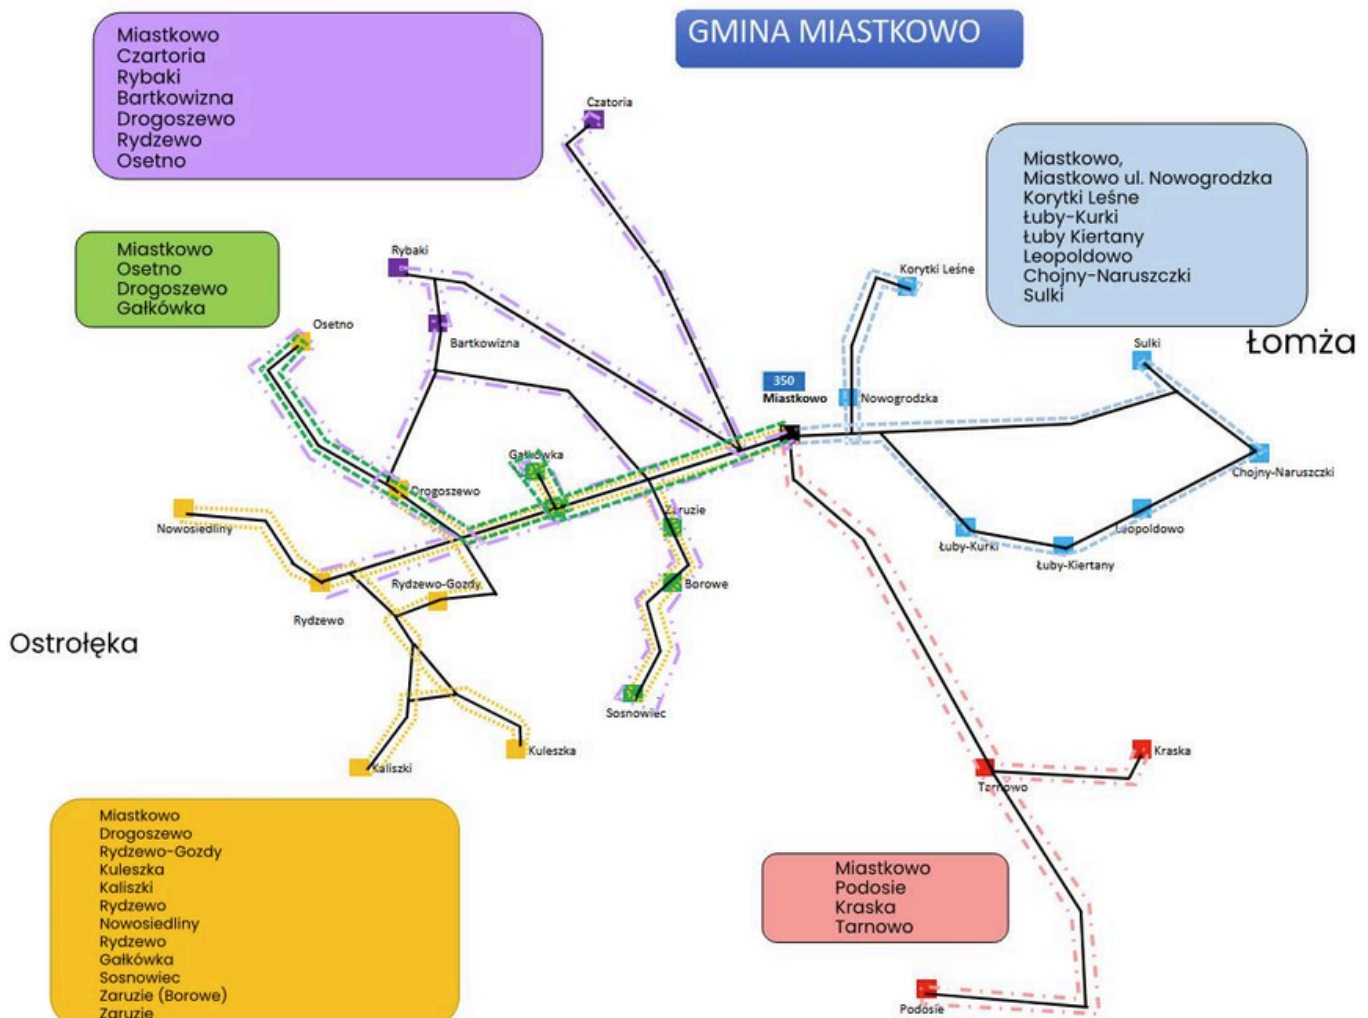 GMINA MIASTKOWO
Miastkowo
Czartoria
Rybaki
Bartkowizna
Drogoszewo
Rydzewo
Osetno
Miastkowo
Osetno
Drogoszewo
Gałkówka
Miastkowo,
Miastkowo ul. Nowogrodzka
Korytki Leśne
Łuby-Kurki
Łuby Kiertany
Leopoldowo
Chojny-Naruszczki
Sulki
Czatoria
Rybaki
Bartkowizna
Osetno
Korytki Leśne
Łomża
Sulki
350
Miastkowo
Nowogrodzka
Gałkówka
Drogoszewo
Chojny-Naruszczki
Nowosiedliny
Zaruzie
Leopoldowo
Łuby-Kurki
Łuby-Kiertany
Rydzewo-Gozdy
Borowe
Rydzewo
Ostrołęka
Sosnowiec
Kuleszka
Kaliszki
Kraska
Tarnowo
Podosie
Miastkowo
Drogoszewo
Rydzewo-Gozdy
Kuleszka
Kaliszki
Rydzewo
Nowosiedliny
Rydzewo
Gałkówka
Sosnowiec
Zaruzie (Borowe)
Zaruzie
Miastkowo
Podosie
Kraska
Tarnowo